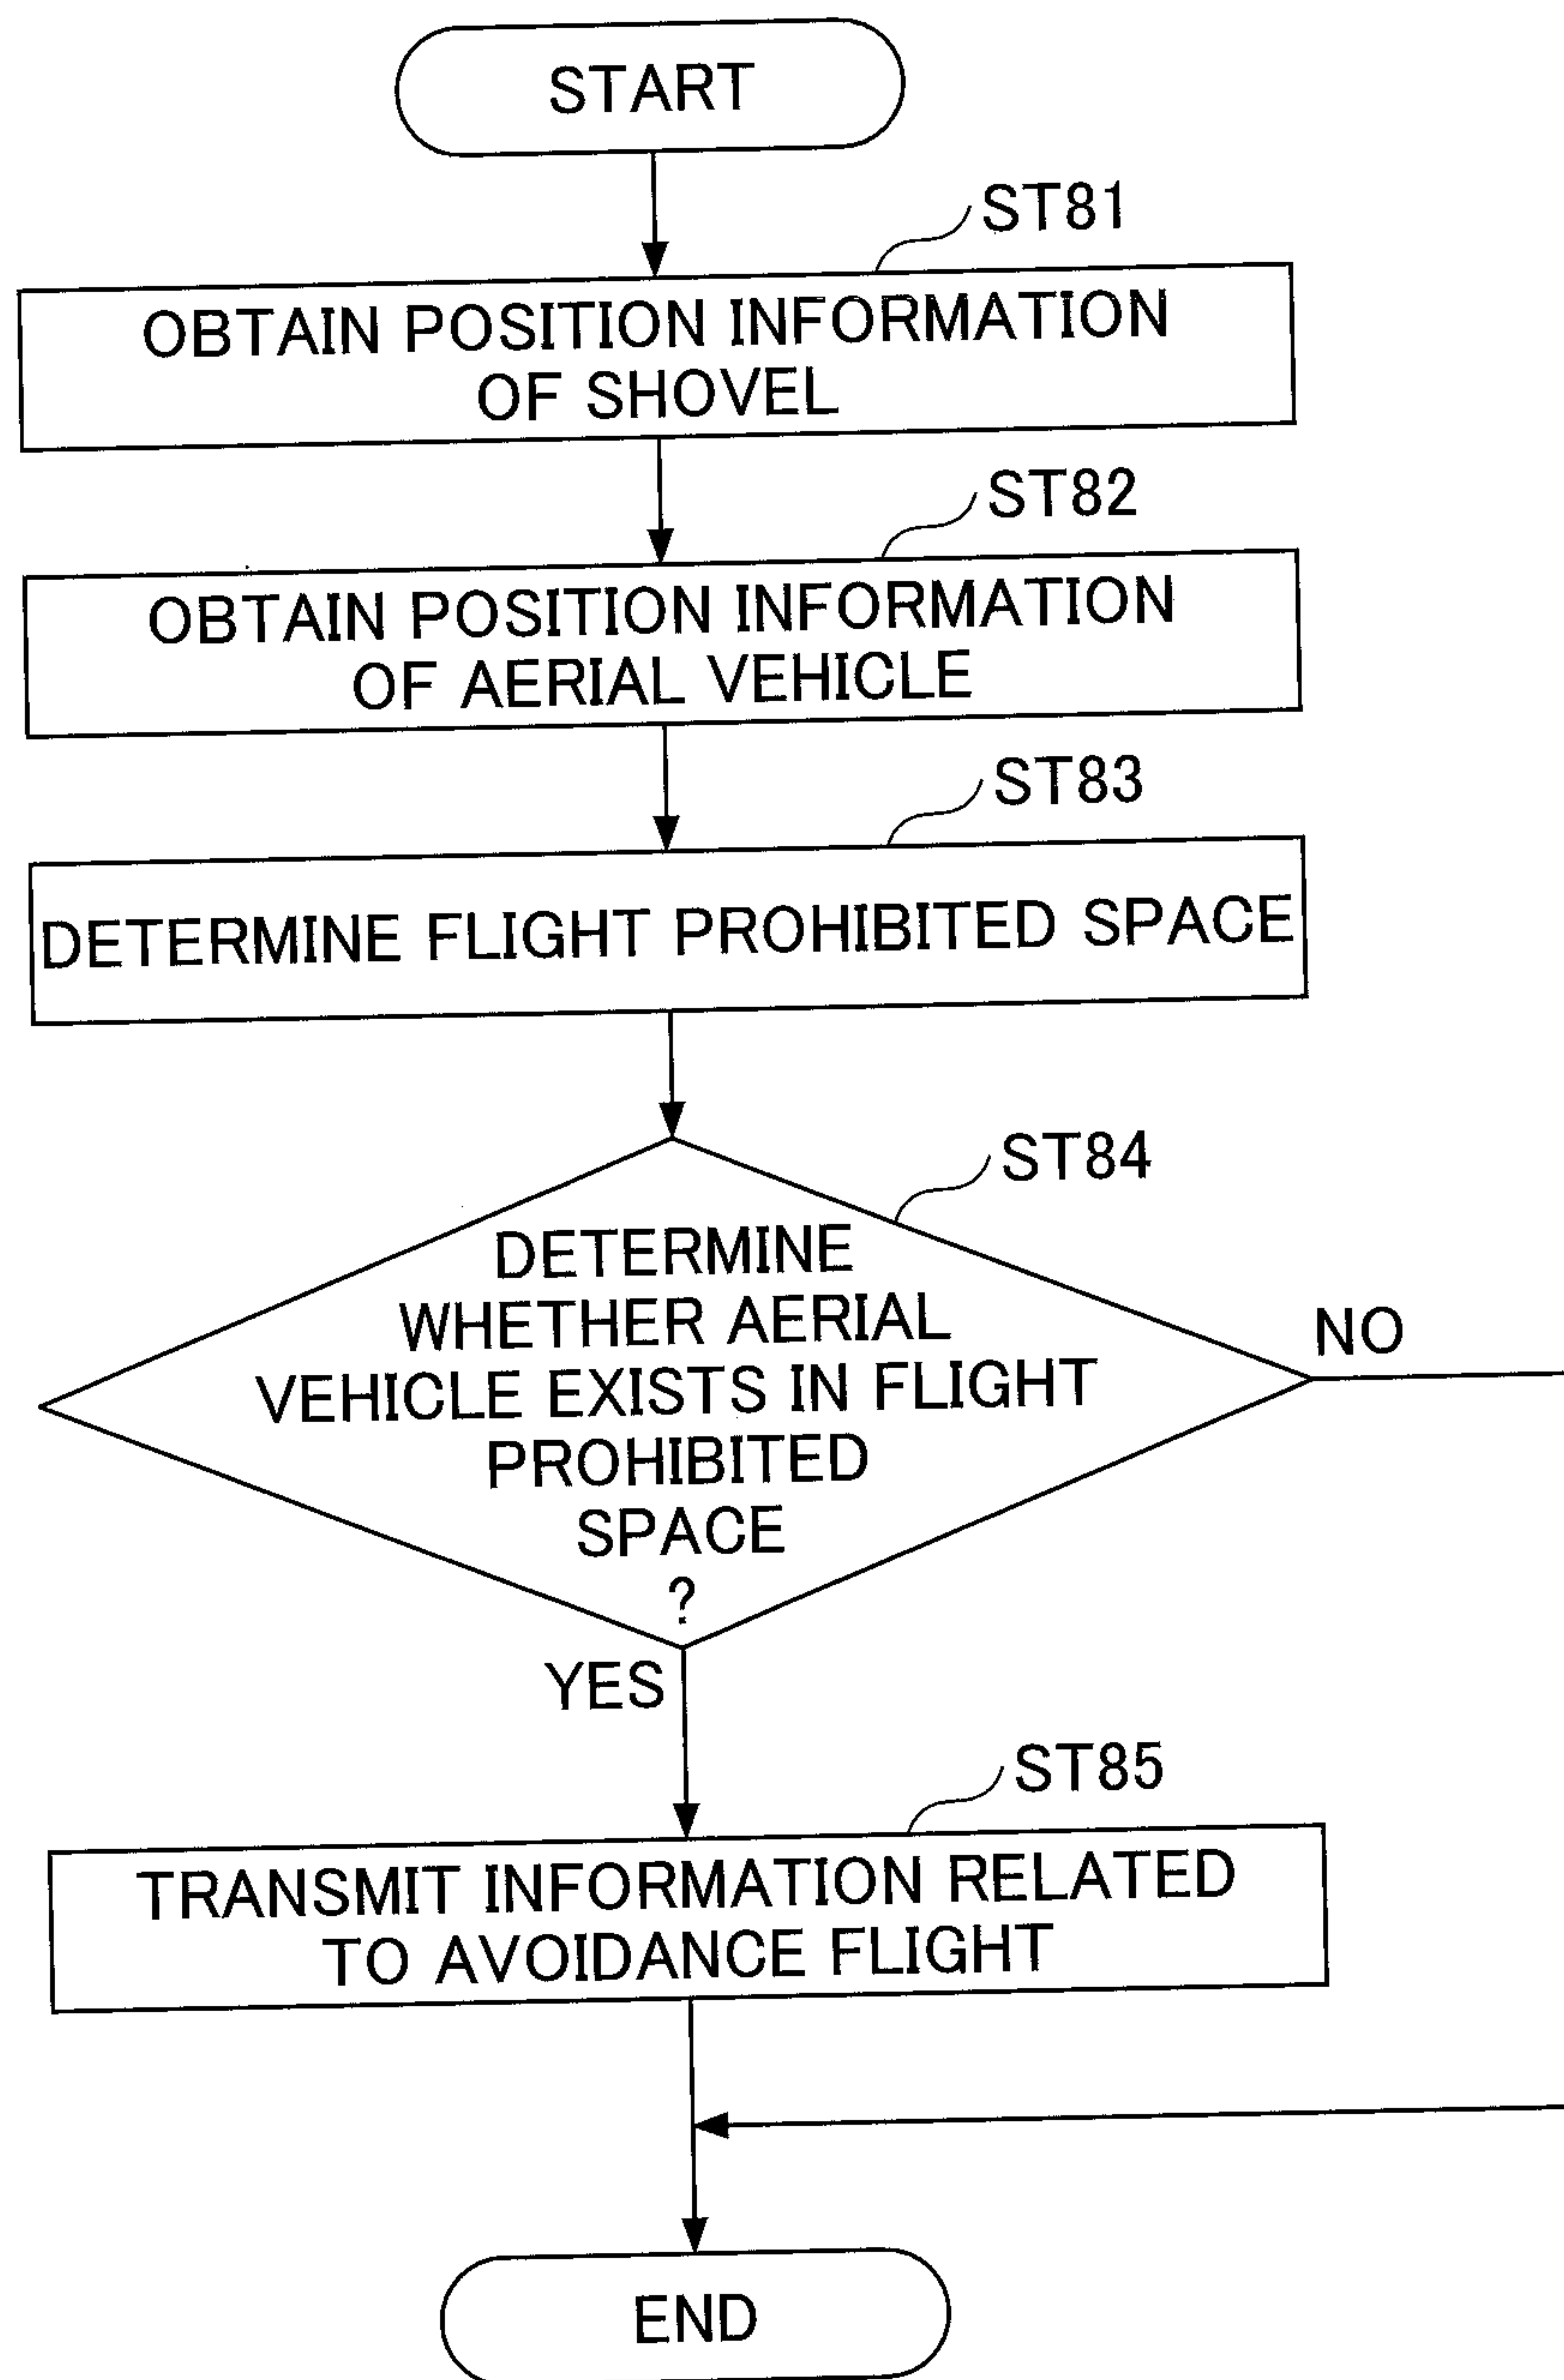 START
ST81
OBTAIN POSITION INFORMATION
OF SHOVEL
ST82
OBTAIN POSITION INFORMATION
OF AERIAL VEHICLE
ST83
DETERMINE FLIGHT PROHIBITED SPACE
ST84
DETERMINE
WHETHER AERIAL
VEHICLE EXISTS IN FLIGHT
PROHIBITED
SPACE
?
NO
YES
ST85
TRANSMIT INFORMATION RELATED
TO AVOIDANCE FLIGHT
END